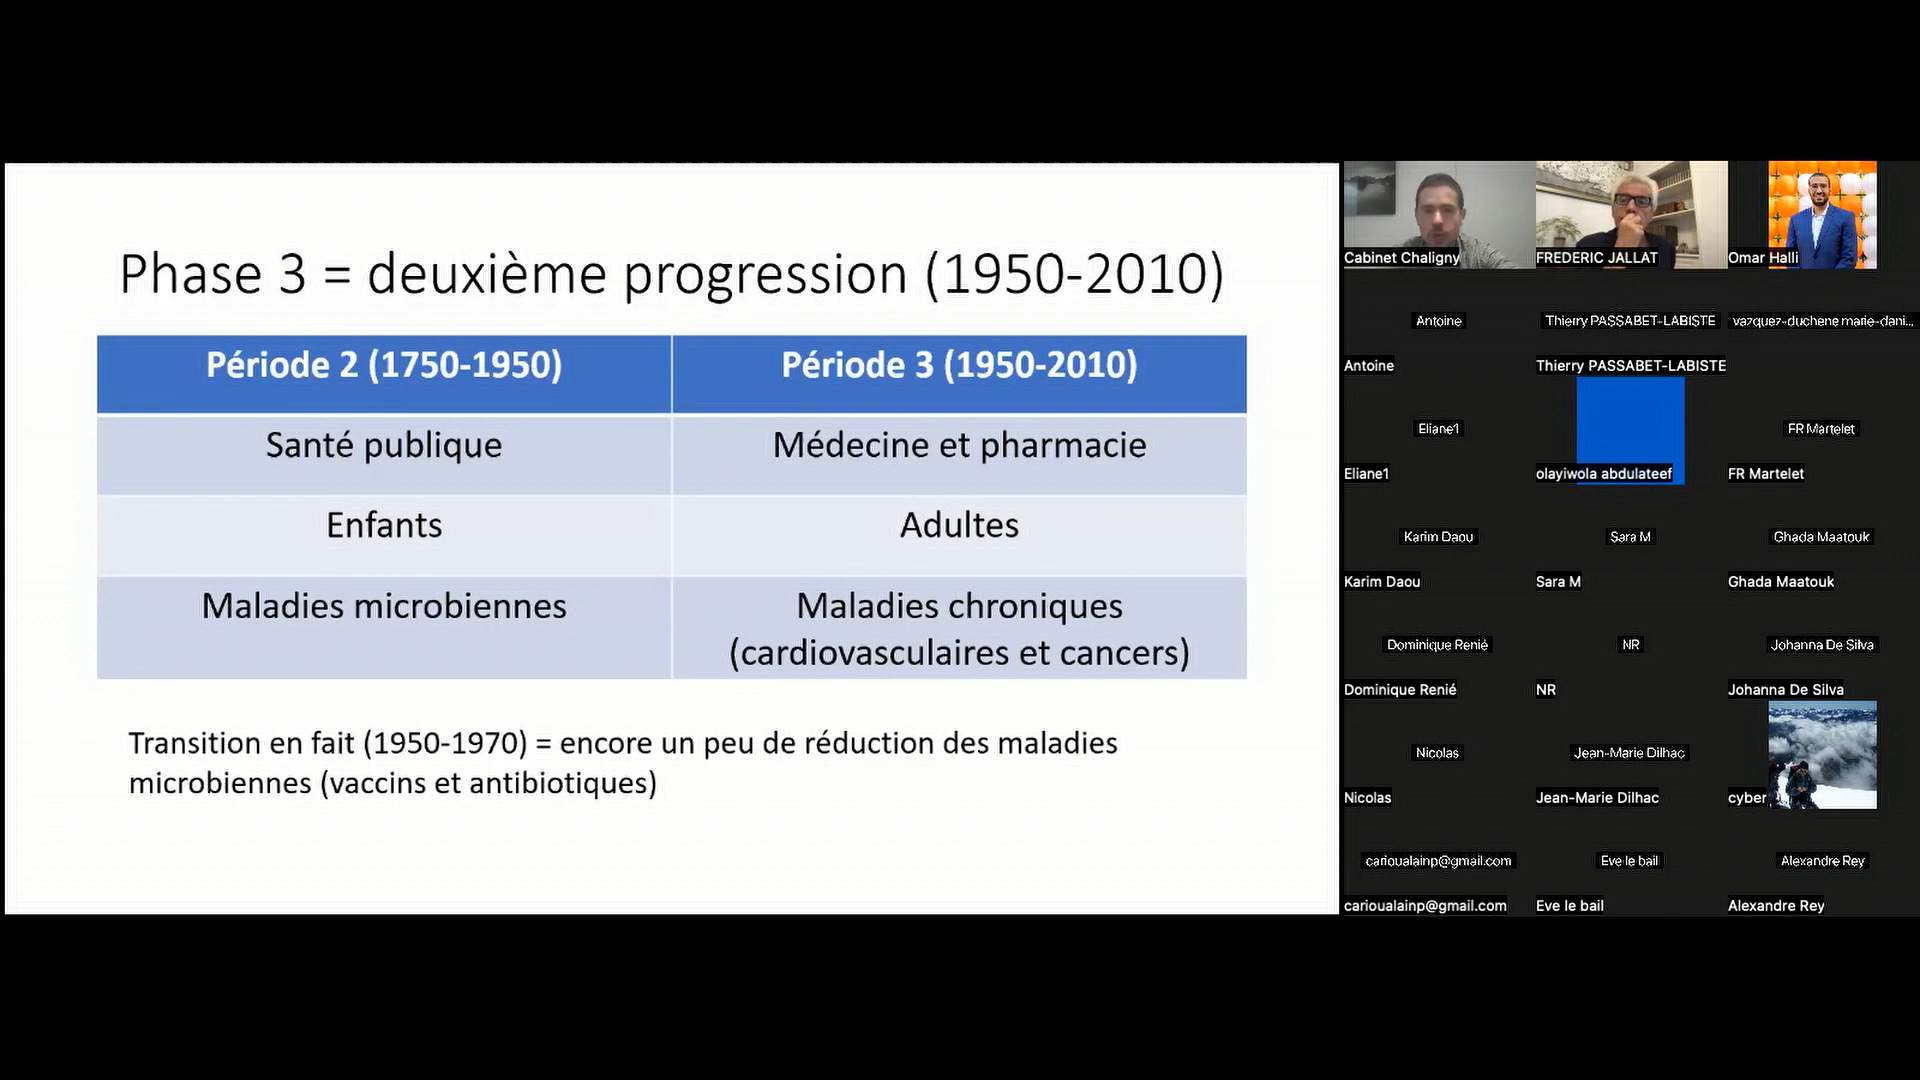 Phase 3 = deuxième progression (1950-2010)
Période 2 (1750-1950)
Période 3 (1950-2010)
Santé publique
Médecine et pharmacie
Enfants
Adultes
Maladies microbiennes
Maladies chroniques
(cardiovasculaires et cancers)
Transition en fait (1950-1970) = encore un peu de réduction des maladies
microbiennes (vaccins et antibiotiques)
Cabinet Chaligny
FREDERIC JALLAT
Omar Halli
Antoine
Thierry PASSABET-LABISTE
vazquez-duchene marie-dani...
Antoine
Thierry PASSABET-LABISTE
Eliane1
FR Martelet
Eliane1
olayiwola abdulateef
FR Martelet
Karim Daou
Sara M
Ghada Maatouk
Karim Daou
Sara M
Ghada Maatouk
Dominique Renié
NR
Johanna De Silva
Dominique Renié
NR
Johanna De Silva
Nicolas
Jean-Marie Dilhac
Nicolas
Jean-Marie Dilhac
cyber
carioualainp@gmail.com
Eve le bail
Alexandre Rey
carioualainp@gmail.com
Eve le bail
Alexandre Rey